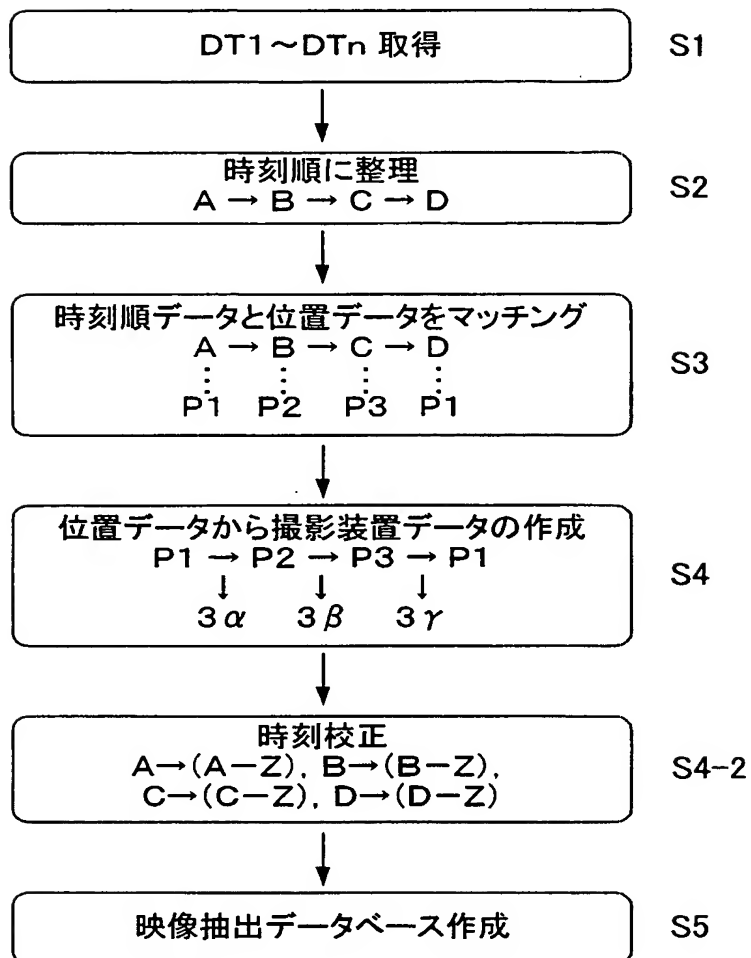 DT1～DTn 取得 S1
時刻順に整理
A → B → C → D
S2
時刻順データと位置データをマッチング
A → B → C → D
P1 P2 P3 P1
S3
位置データから撮影装置データの作成
P1 → P2 → P3 → P1
3α 3β 3γ
S4
時刻校正
A→(A－Z), B→(B－Z),
C→(C－Z), D→(D－Z)
S4-2
映像抽出データベース作成 S5